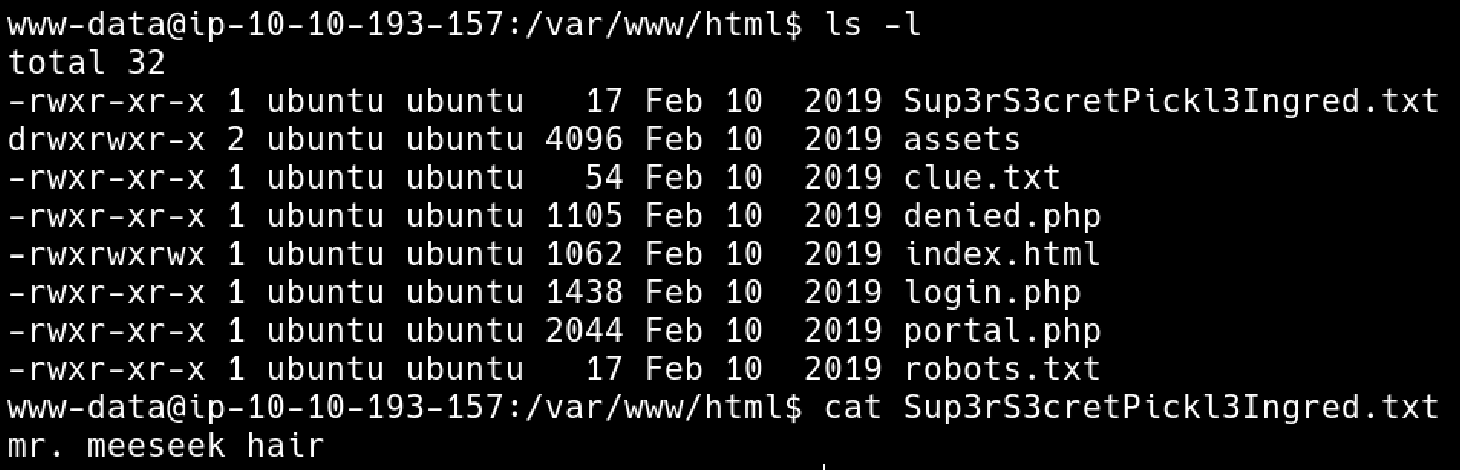 www-data@ip-10-10-193-157:/var/www/html$ ls -l
total 32
-rwxr-xr-x 1 ubuntu ubuntu   17 Feb 10  2019 Sup3rS3cretPickl3Ingred.txt
drwxrwxr-x 2 ubuntu ubuntu 4096 Feb 10  2019 assets
-rwxr-xr-x 1 ubuntu ubuntu   54 Feb 10  2019 clue.txt
-rwxr-xr-x 1 ubuntu ubuntu 1105 Feb 10  2019 denied.php
-rwxrwxrwx 1 ubuntu ubuntu 1062 Feb 10  2019 index.html
-rwxr-xr-x 1 ubuntu ubuntu 1438 Feb 10  2019 login.php
-rwxr-xr-x 1 ubuntu ubuntu 2044 Feb 10  2019 portal.php
-rwxr-xr-x 1 ubuntu ubuntu   17 Feb 10  2019 robots.txt
www-data@ip-10-10-193-157:/var/www/html$ cat Sup3rS3cretPickl3Ingred.txt
mr. meeseek hair